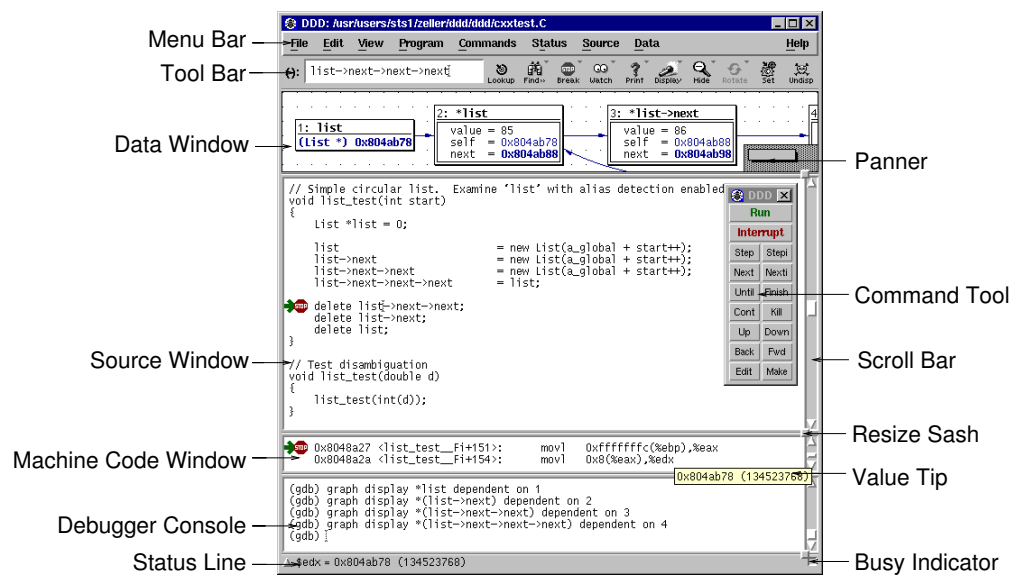 DDD: /usr/users/sts1/zeller/ddd/ddd/cxxtest.C
Menu Bar
File Edit View Program Commands Status Source Data Help
Tool Bar
(): list->next->next->next
Lookup Find>> Break Watch Print Display Hide Rotate Set Undisp
Data Window
1: list
(List *) 0x804ab78
2: *list
value = 85
self = 0x804ab78
next = 0x804ab88
3: *list->next
value = 86
self = 0x804ab88
next = 0x804ab98
4
Panner
// Simple circular list. Examine 'list' with alias detection enabled
void list_test(int start)
{
List *list = 0;
list = new List(a_global + start++);
list->next = new List(a_global + start++);
list->next->next = new List(a_global + start++);
list->next->next->next = list;
STOP delete list->next->next;
delete list->next;
delete list;
}
// Test disambiguation
void list_test(double d)
{
list_test(int(d));
}
Source Window
DDD
Run
Interrupt
Step Stepi
Next Nexti
Until Finish
Cont Kill
Up Down
Back Fwd
Edit Make
Command Tool
Scroll Bar
Resize Sash
Machine Code Window
STOP 0x8048a27 <list_test__Fi+151>: movl 0xfffffffc(%ebp),%eax
0x8048a2a <list_test__Fi+154>: movl 0x8(%eax),%edx
0x804ab78 (134523768)
Value Tip
Debugger Console
(gdb) graph display *list dependent on 1
(gdb) graph display *(list->next) dependent on 2
(gdb) graph display *(list->next->next) dependent on 3
(gdb) graph display *(list->next->next->next) dependent on 4
(gdb)
Status Line
$edx = 0x804ab78 (134523768)
Busy Indicator